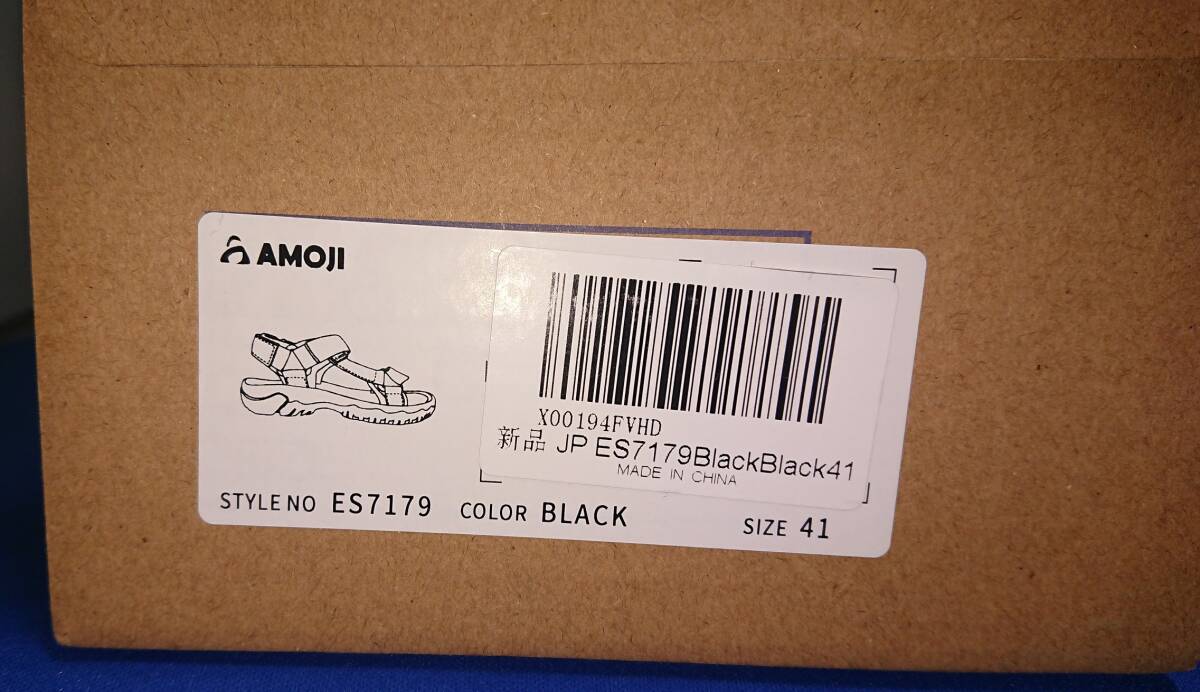 AMOJI
X00194FVHD
新品 JP ES7179BlackBlack41
MADE IN CHINA
STYLE NO ES7179 COLOR BLACK SIZE 41